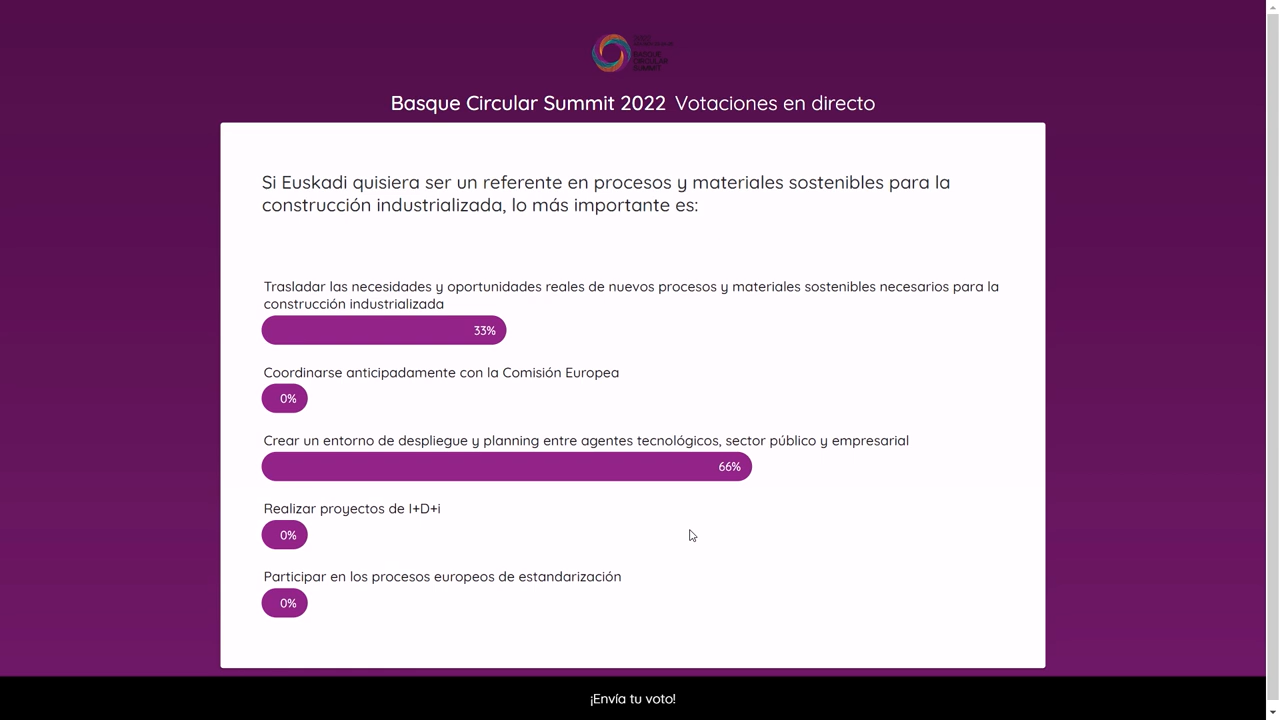 BASQUE
CIRCULAR
SUMMIT
Basque Circular Summit 2022 Votaciones en directo
Si Euskadi quisiera ser un referente en procesos y materiales sostenibles para la
construcción industrializada, lo más importante es:
Trasladar las necesidades y oportunidades reales de nuevos procesos y materiales sostenibles necesarios para la
construcción industrializada
33%
Coordinarse anticipadamente con la Comisión Europea
0%
Crear un entorno de despliegue y planning entre agentes tecnológicos, sector público y empresarial
66%
Realizar proyectos de I+D+i
0%
Participar en los procesos europeos de estandarización
0%
¡Envía tu voto!